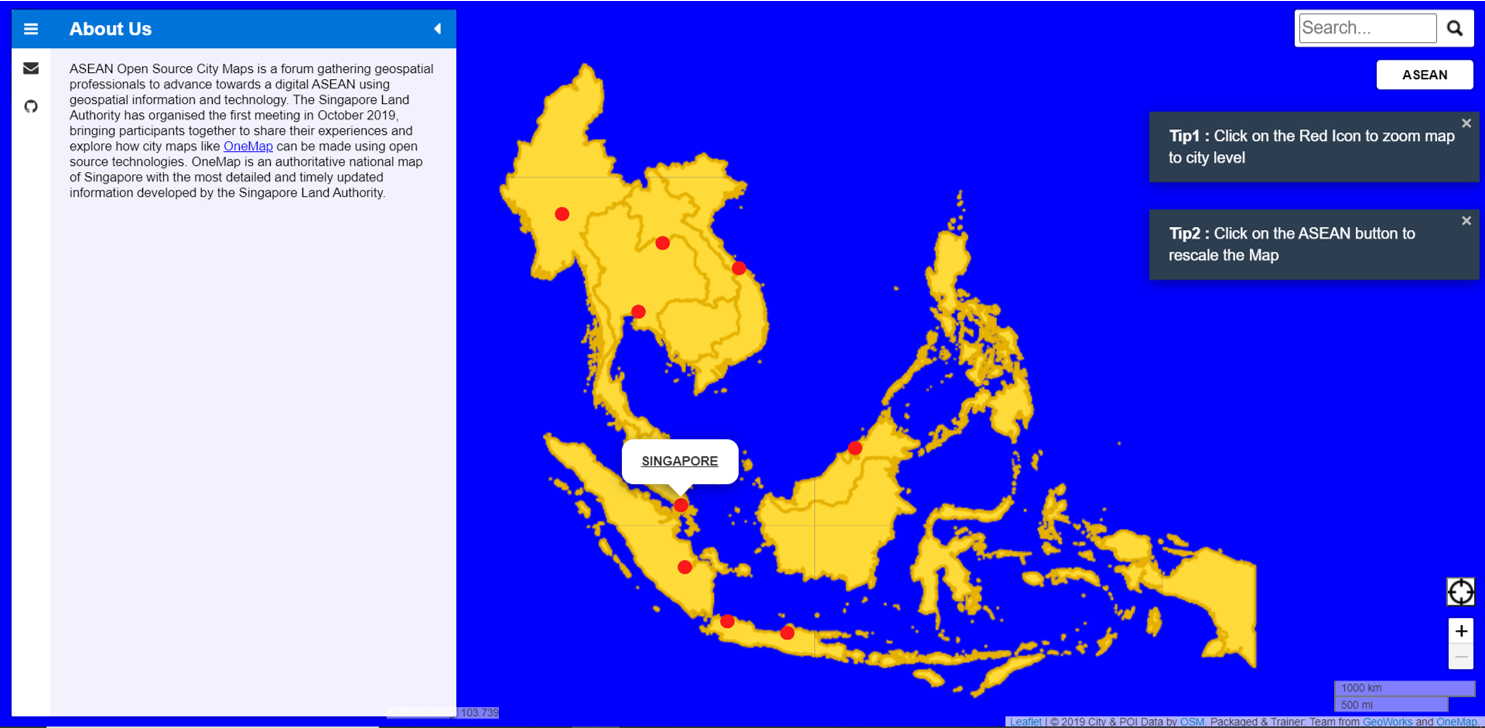 About Us
ASEAN Open Source City Maps is a forum gathering geospatial
professionals to advance towards a digital ASEAN using
geospatial information and technology. The Singapore Land
Authority has organised the first meeting in October 2019,
bringing participants together to share their experiences and
explore how city maps like OneMap can be made using open
source technologies. OneMap is an authoritative national map
of Singapore with the most detailed and timely updated
information developed by the Singapore Land Authority.
Search...
ASEAN
Tip1 : Click on the Red Icon to zoom map
to city level
Tip2 : Click on the ASEAN button to
rescale the Map
SINGAPORE
+
−
1000 km
500 mi
103.739
Leaflet | © 2019 City & POI Data by OSM, Packaged & Trainer: Team from GeoWorks and OneMap,